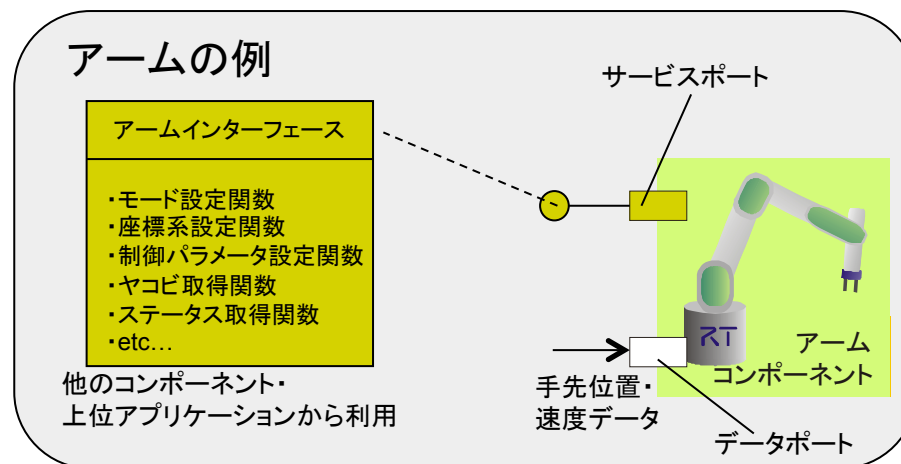 アームの例
サービスポート
アームインターフェース
・モード設定関数
・座標系設定関数
・制御パラメータ設定関数
・ヤコビ取得関数
・ステータス取得関数
・etc…
他のコンポーネント・
上位アプリケーションから利用
手先位置・
速度データ
RT
アーム
コンポーネント
データポート